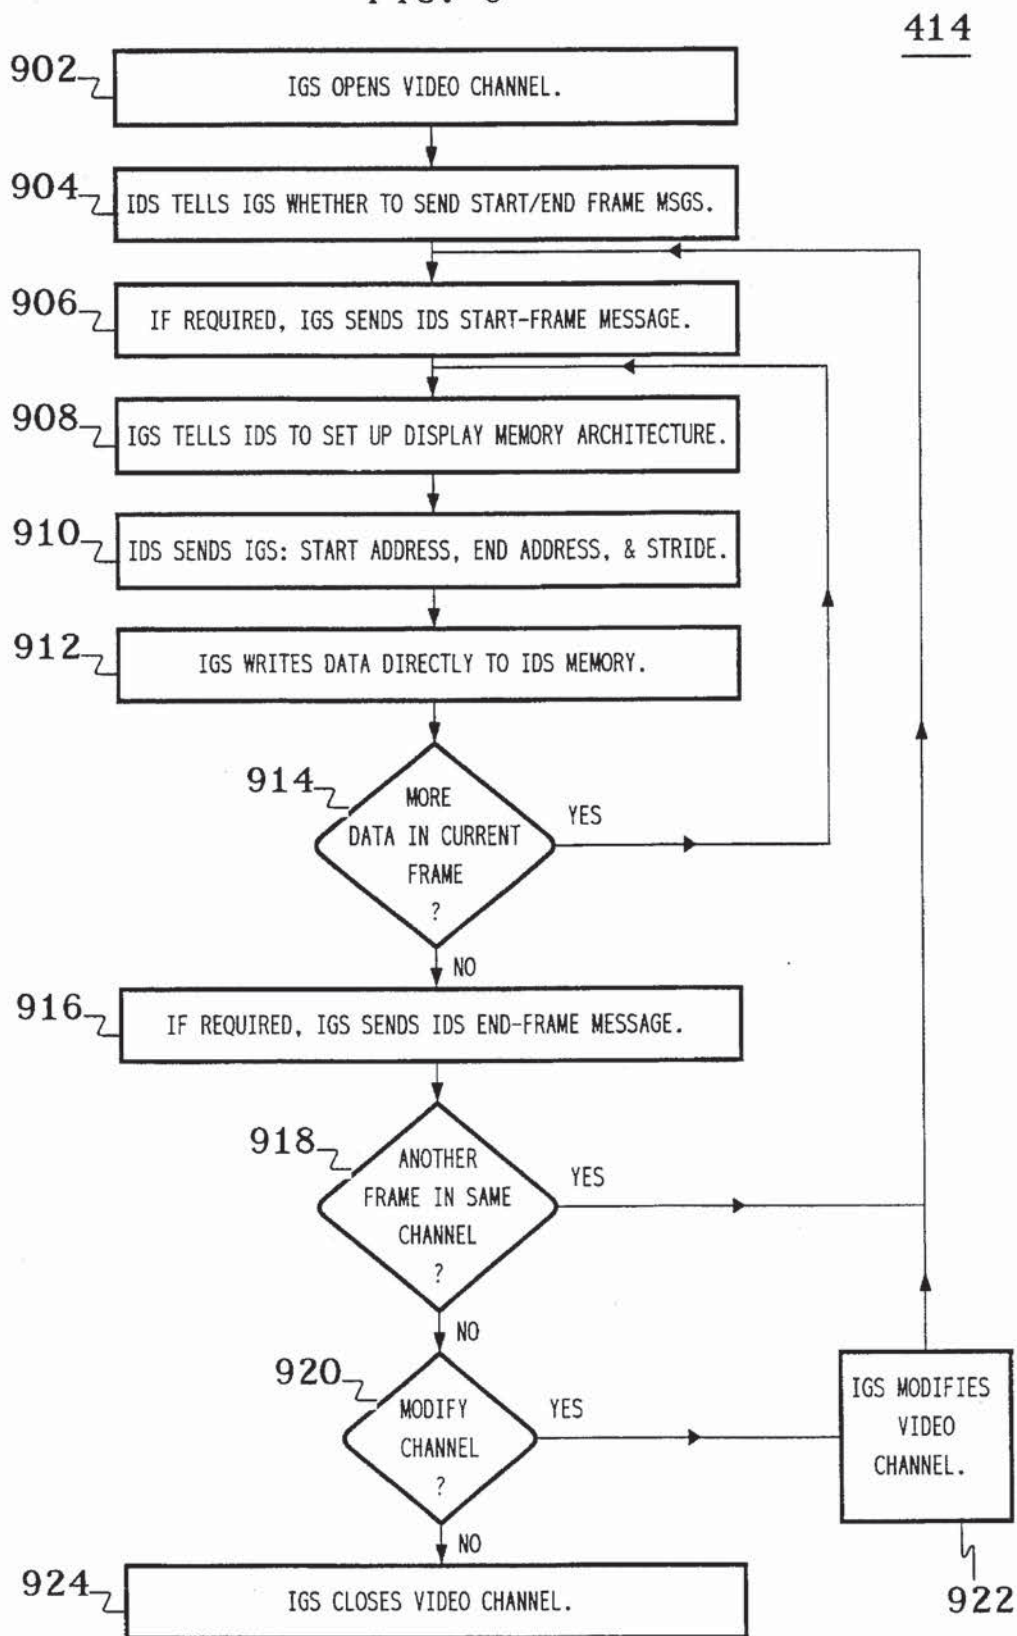 414
902
IGS OPENS VIDEO CHANNEL.
904
IDS TELLS IGS WHETHER TO SEND START/END FRAME MSGS.
906
IF REQUIRED, IGS SENDS IDS START-FRAME MESSAGE.
908
IGS TELLS IDS TO SET UP DISPLAY MEMORY ARCHITECTURE.
910
IDS SENDS IGS: START ADDRESS, END ADDRESS, & STRIDE.
912
IGS WRITES DATA DIRECTLY TO IDS MEMORY.
914
MORE
DATA IN CURRENT
FRAME
?
YES
NO
916
IF REQUIRED, IGS SENDS IDS END-FRAME MESSAGE.
918
ANOTHER
FRAME IN SAME
CHANNEL
?
YES
NO
920
MODIFY
CHANNEL
?
YES
IGS MODIFIES
VIDEO
CHANNEL.
922
NO
924
IGS CLOSES VIDEO CHANNEL.